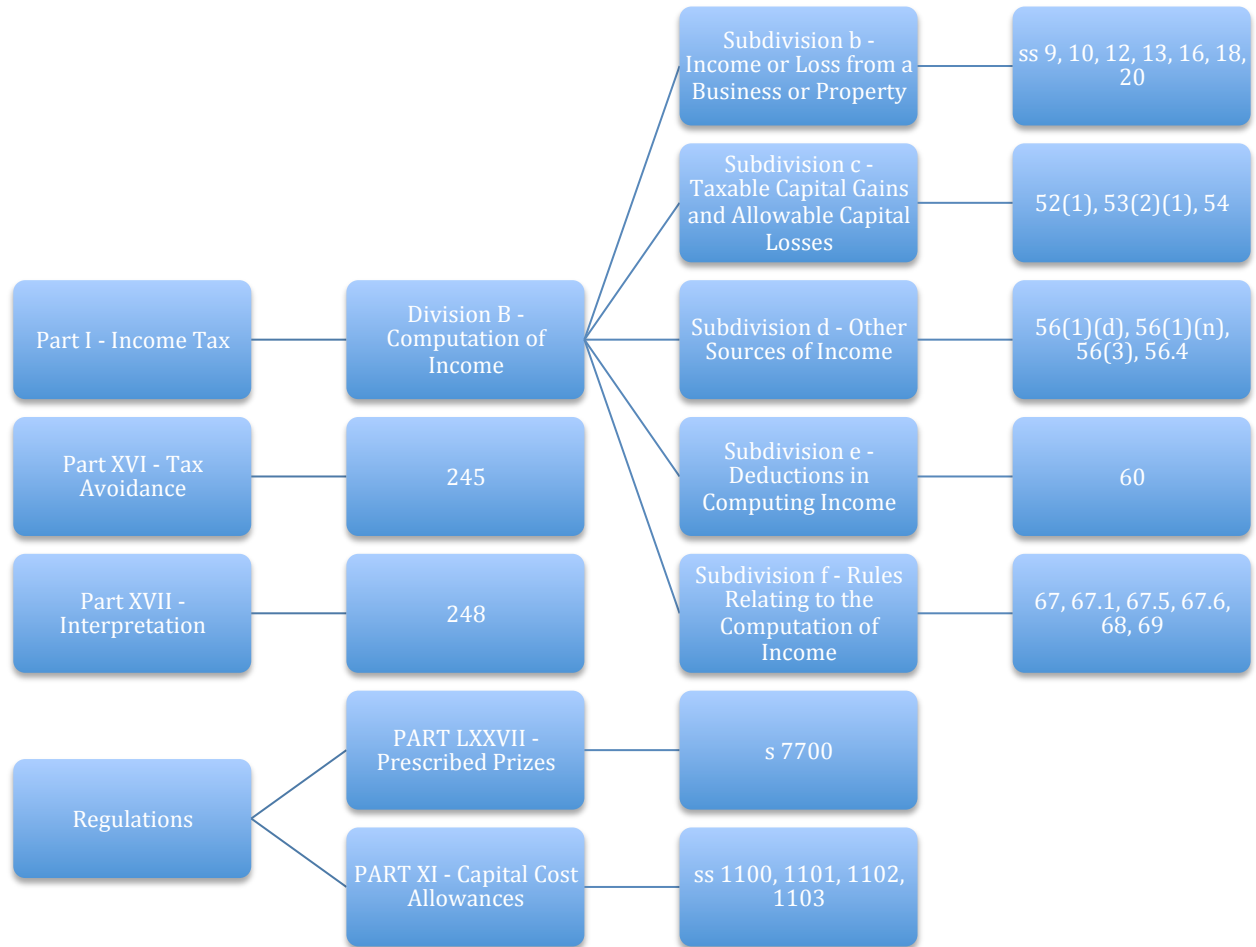 Part I - Income Tax
Division B -
Computation of
Income
Subdivision b -
Income or Loss from a
Business or Property
ss 9, 10, 12, 13, 16, 18,
20
Subdivision c -
Taxable Capital Gains
and Allowable Capital
Losses
52(1), 53(2)(1), 54
Subdivision d - Other
Sources of Income
56(1)(d), 56(1)(n),
56(3), 56.4
Subdivision e -
Deductions in
Computing Income
60
Subdivision f - Rules
Relating to the
Computation of
Income
67, 67.1, 67.5, 67.6,
68, 69
Part XVI - Tax
Avoidance
245
Part XVII -
Interpretation
248
Regulations
PART LXXVII -
Prescribed Prizes
s 7700
PART XI - Capital Cost
Allowances
ss 1100, 1101, 1102,
1103